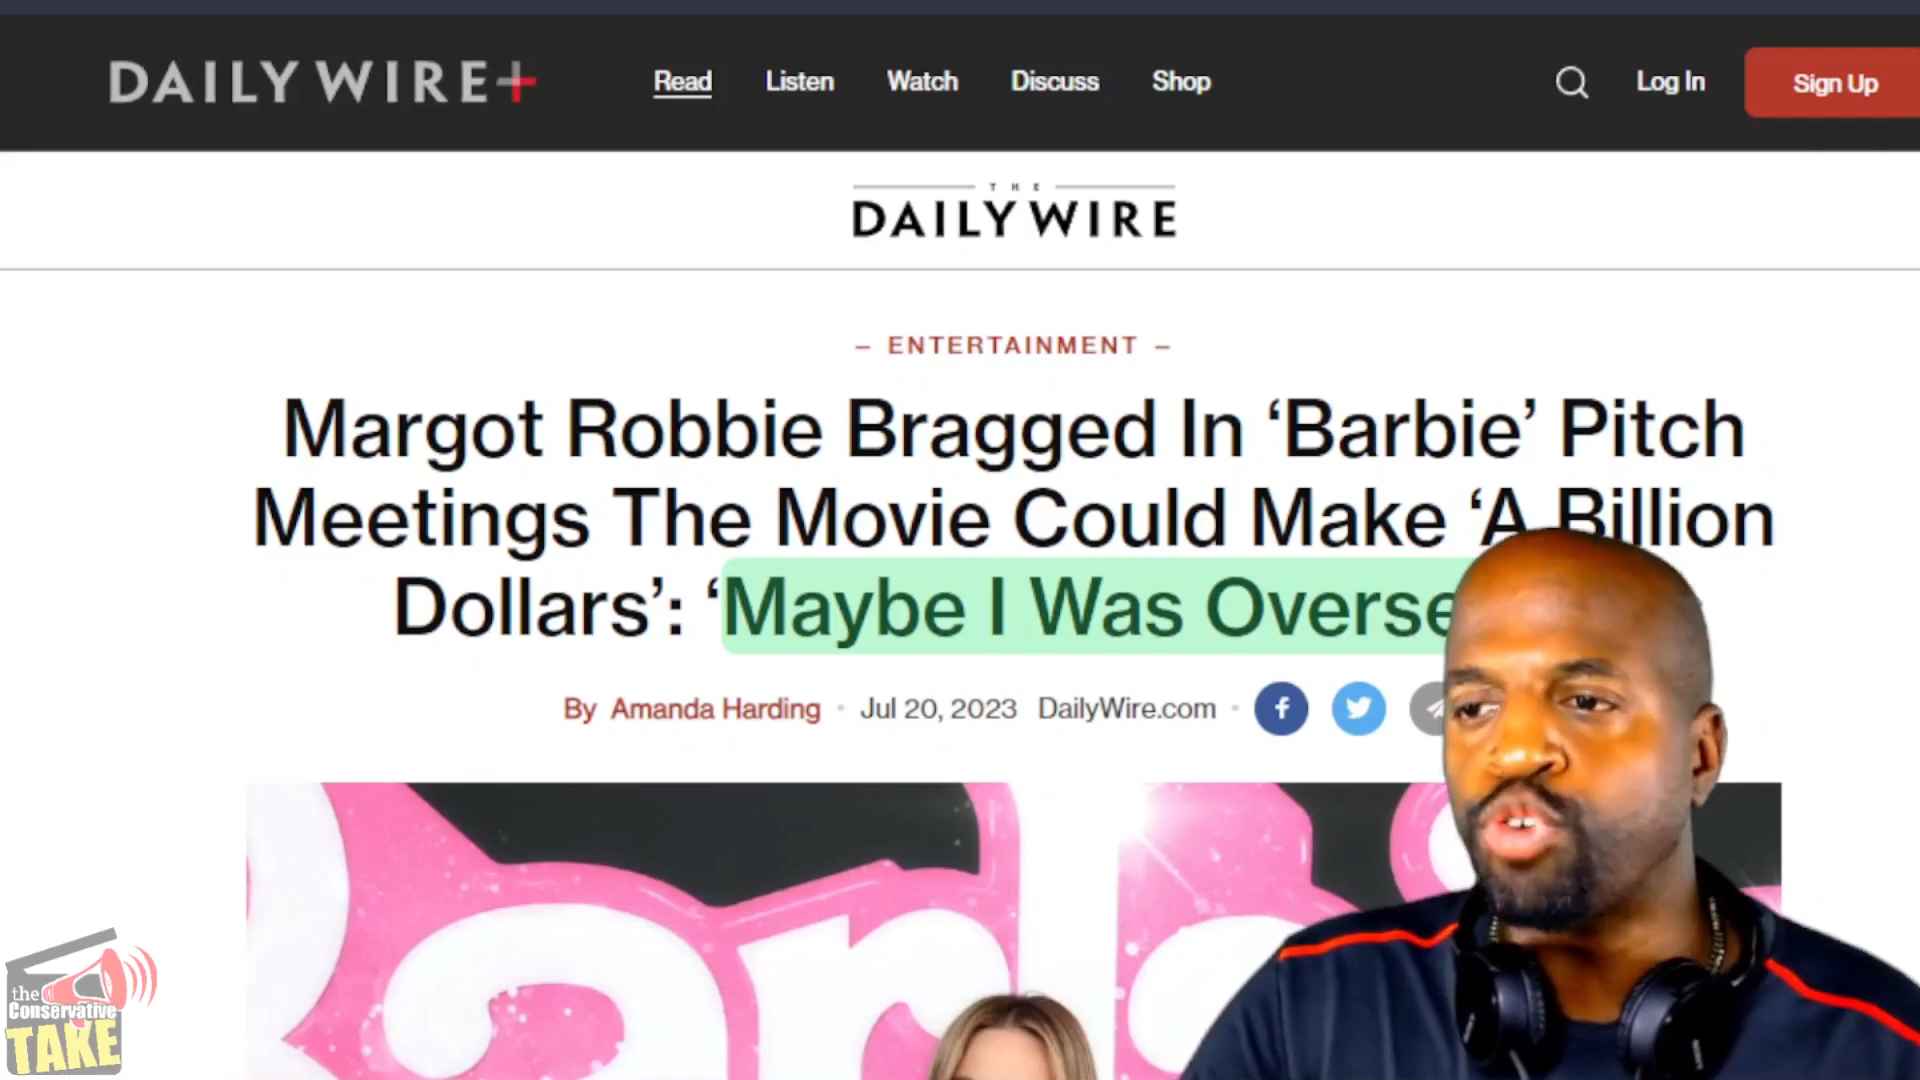 DAILY WIRE+
Read Listen Watch Discuss Shop Log In Sign Up
THE
DAILY WIRE
– ENTERTAINMENT –
Margot Robbie Bragged In ‘Barbie’ Pitch
Meetings The Movie Could Make ‘A Billion
Dollars’: ‘Maybe I Was
By Amanda Harding • Jul 20, 2023 DailyWire.com •
the
Conservative
TAKE